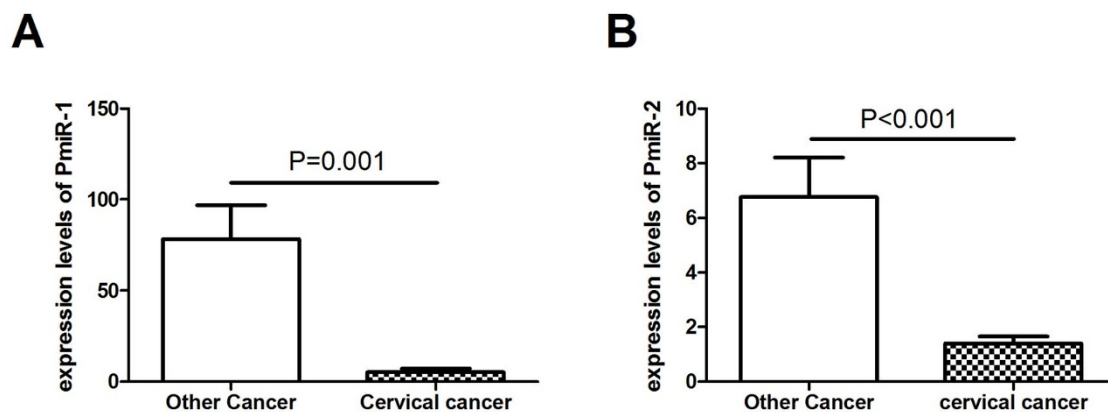 A
expression levels of PmiR-1
150
100
50
0
P=0.001
Other Cancer
Cervical cancer
B
expression levels of PmiR-2
10
8
6
4
2
0
P<0.001
Other Cancer
cervical cancer